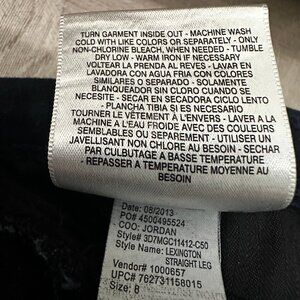 TURN GARMENT INSIDE OUT - MACHINE WASH
COLD WITH LIKE COLORS OR SEPARATELY - ONLY
NON-CHLORINE BLEACH, WHEN NEEDED - TUMBLE
DRY LOW - WARM IRON IF NECESSARY
VOLTEAR LA PRENDA AL REVES - LAVAR EN
LAVADORA CON AGUA FRIA CON COLORES
SIMILARES O SEPARADO - SOLAMENTE
BLANQUEADOR SIN CLORO CUANDO SE
NECESITE - SECAR EN SECADORA CICLO LENTO
- PLANCHA TIBIA SI ES NECESARIO
TOURNER LE VÊTEMENT À L'ENVERS - LAVER A LA
MACHINE A L'EAU FROIDE AVEC DES COULEURS
SEMBLABLES OU SEPAREMENT - UTILISER UN
JAVELLISANT NON CHLORE AU BESOIN - SECHAR
PAR CULBUTAGE A BASSE TEMPERATURE
- REPASSER A TEMPERATURE MOYENNE AU
BESOIN
Date: 08/2013
PO# 4500495524
COO: JORDAN
Style# 3D7MGC11412-C50
Style Name: LEXINGTON
STRAIGHT LEG
Vendor# 1000657
UPC# 762731158015
Size: 8